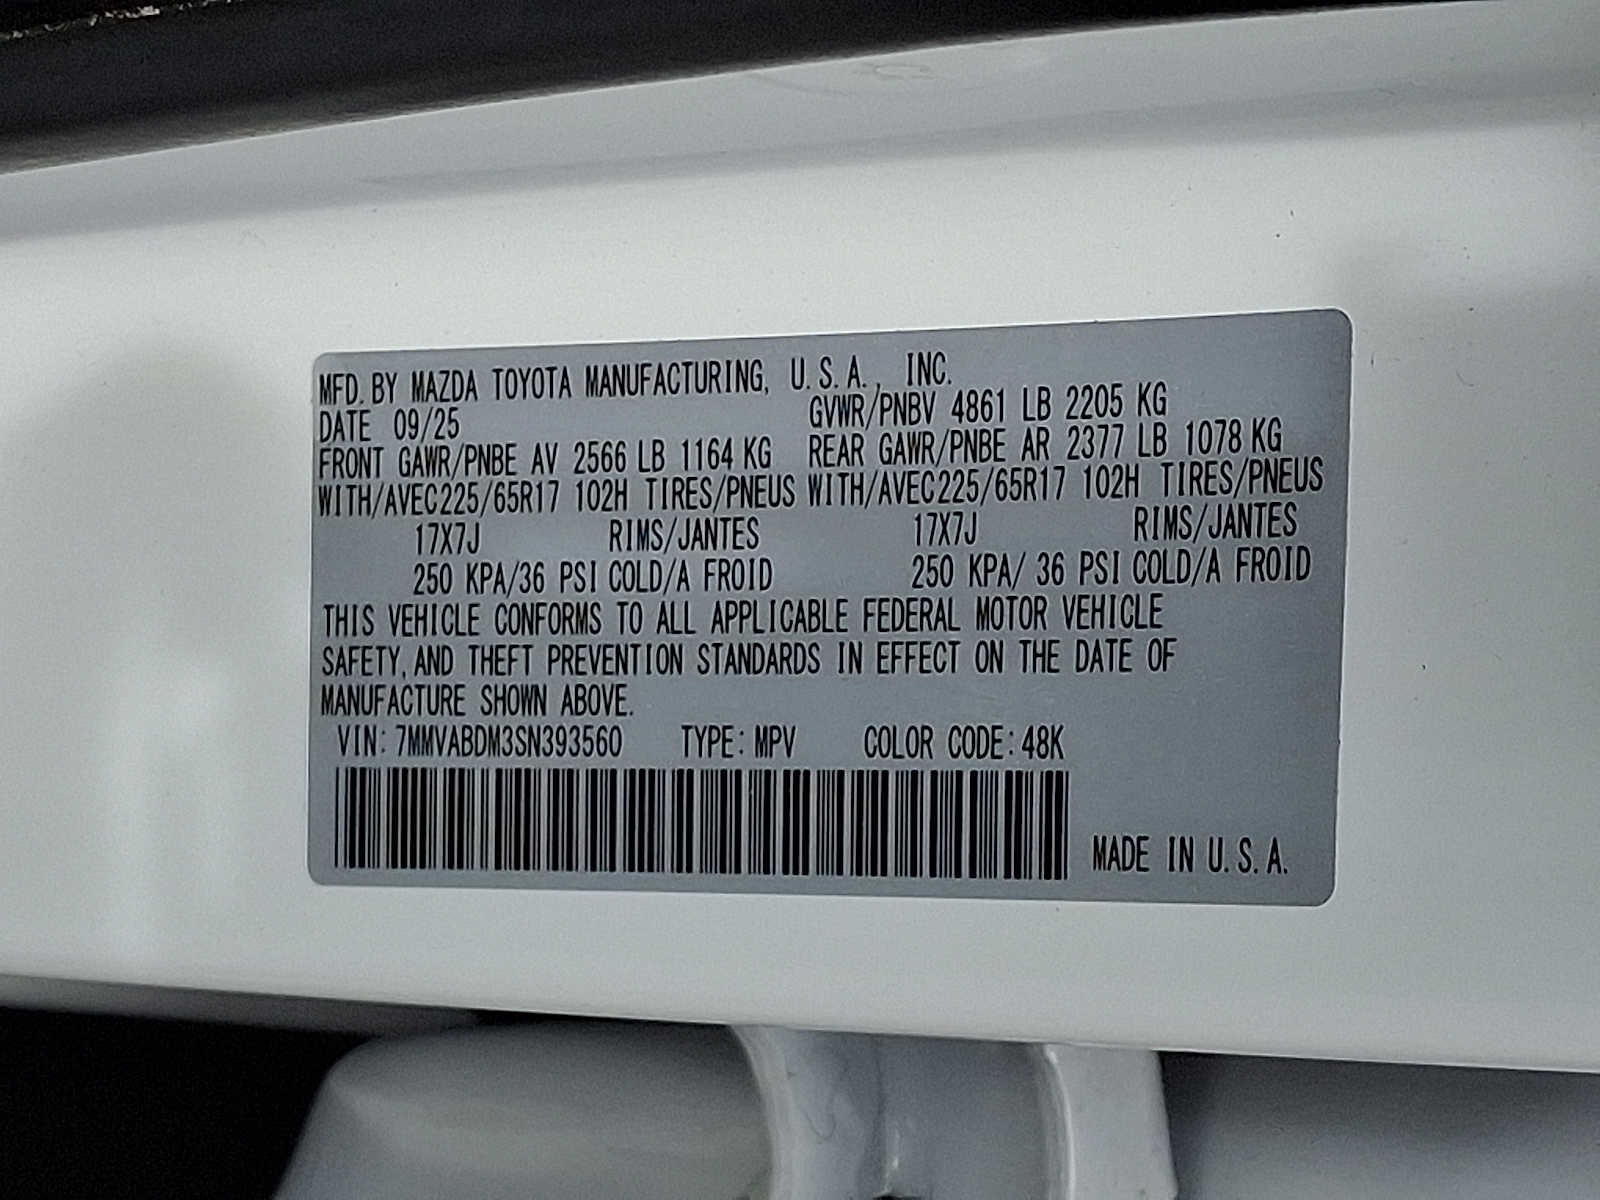 MFD. BY MAZDA TOYOTA MANUFACTURING, U.S.A., INC.
DATE 09/25 GVWR/PNBV 4861 LB 2205 KG
FRONT GAWR/PNBE AV 2566 LB 1164 KG REAR GAWR/PNBE AR 2377 LB 1078 KG
WITH/AVEC225/65R17 102H TIRES/PNEUS WITH/AVEC225/65R17 102H TIRES/PNEUS
17X7J RIMS/JANTES 17X7J RIMS/JANTES
250 KPA/36 PSI COLD/A FROID 250 KPA/ 36 PSI COLD/A FROID
THIS VEHICLE CONFORMS TO ALL APPLICABLE FEDERAL MOTOR VEHICLE
SAFETY, AND THEFT PREVENTION STANDARDS IN EFFECT ON THE DATE OF
MANUFACTURE SHOWN ABOVE.
VIN: 7MMVABDM3SN393560 TYPE: MPV COLOR CODE: 48K
MADE IN U.S.A.